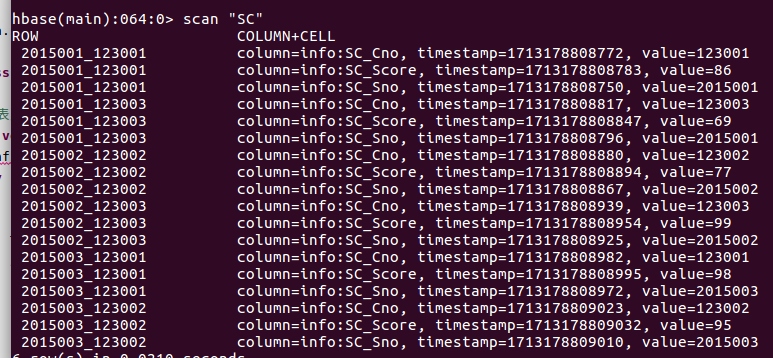 hbase(main):064:0> scan "SC"
ROW COLUMN+CELL
2015001_123001 column=info:SC_Cno, timestamp=1713178808772, value=123001
2015001_123001 column=info:SC_Score, timestamp=1713178808783, value=86
2015001_123001 column=info:SC_Sno, timestamp=1713178808750, value=2015001
2015001_123003 column=info:SC_Cno, timestamp=1713178808817, value=123003
2015001_123003 column=info:SC_Score, timestamp=1713178808847, value=69
2015001_123003 column=info:SC_Sno, timestamp=1713178808796, value=2015001
2015002_123002 column=info:SC_Cno, timestamp=1713178808880, value=123002
2015002_123002 column=info:SC_Score, timestamp=1713178808894, value=77
2015002_123002 column=info:SC_Sno, timestamp=1713178808867, value=2015002
2015002_123003 column=info:SC_Cno, timestamp=1713178808939, value=123003
2015002_123003 column=info:SC_Score, timestamp=1713178808954, value=99
2015002_123003 column=info:SC_Sno, timestamp=1713178808925, value=2015002
2015003_123001 column=info:SC_Cno, timestamp=1713178808982, value=123001
2015003_123001 column=info:SC_Score, timestamp=1713178808995, value=98
2015003_123001 column=info:SC_Sno, timestamp=1713178808972, value=2015003
2015003_123002 column=info:SC_Cno, timestamp=1713178809023, value=123002
2015003_123002 column=info:SC_Score, timestamp=1713178809032, value=95
2015003_123002 column=info:SC_Sno, timestamp=1713178809010, value=2015003
6 row(s) in 0.0210 seconds